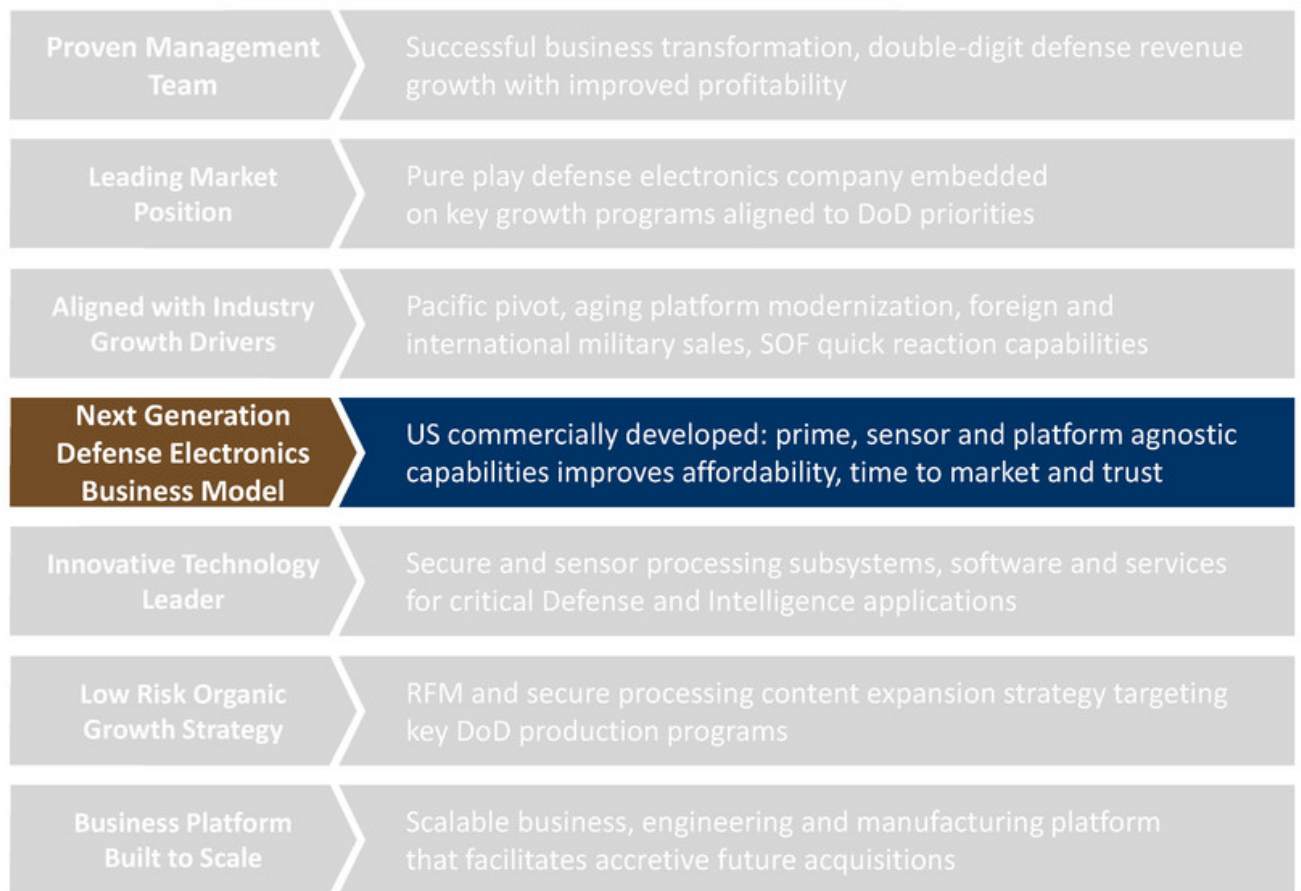 Proven Management
Team
Successful business transformation, double-digit defense revenue
growth with improved profitability
Leading Market
Position
Pure play defense electronics company embedded
on key growth programs aligned to DoD priorities
Aligned with Industry
Growth Drivers
Pacific pivot, aging platform modernization, foreign and
international military sales, SOF quick reaction capabilities
Next Generation
Defense Electronics
Business Model
US commercially developed: prime, sensor and platform agnostic
capabilities improves affordability, time to market and trust
Innovative Technology
Leader
Secure and sensor processing subsystems, software and services
for critical Defense and Intelligence applications
Low Risk Organic
Growth Strategy
RFM and secure processing content expansion strategy targeting
key DoD production programs
Business Platform
Built to Scale
Scalable business, engineering and manufacturing platform
that facilitates accretive future acquisitions